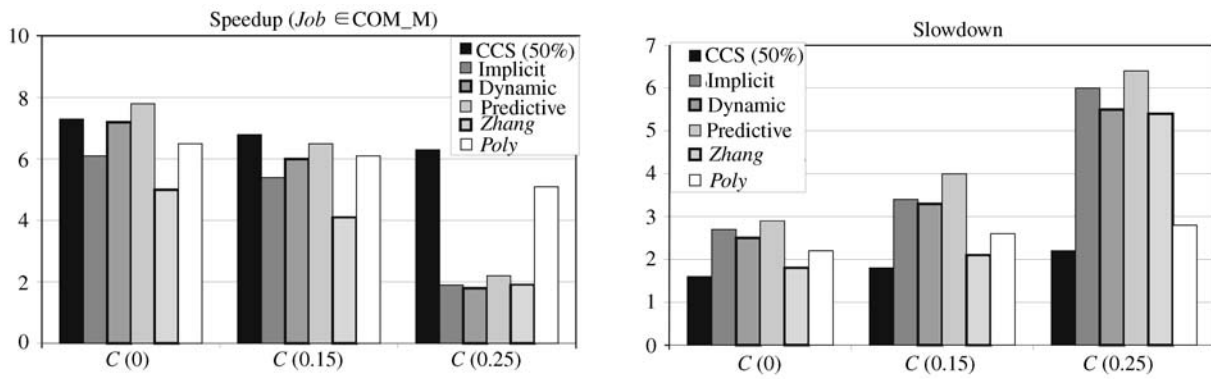 Speedup (Job ∈COM_M)
10
8
6
4
2
0
CCS (50%)
Implicit
Dynamic
Predictive
Zhang
Poly
C (0)
C (0.15)
C (0.25)
Slowdown
7
6
5
4
3
2
1
0
CCS (50%)
Implicit
Dynamic
Predictive
Zhang
Poly
C (0)
C (0.15)
C (0.25)